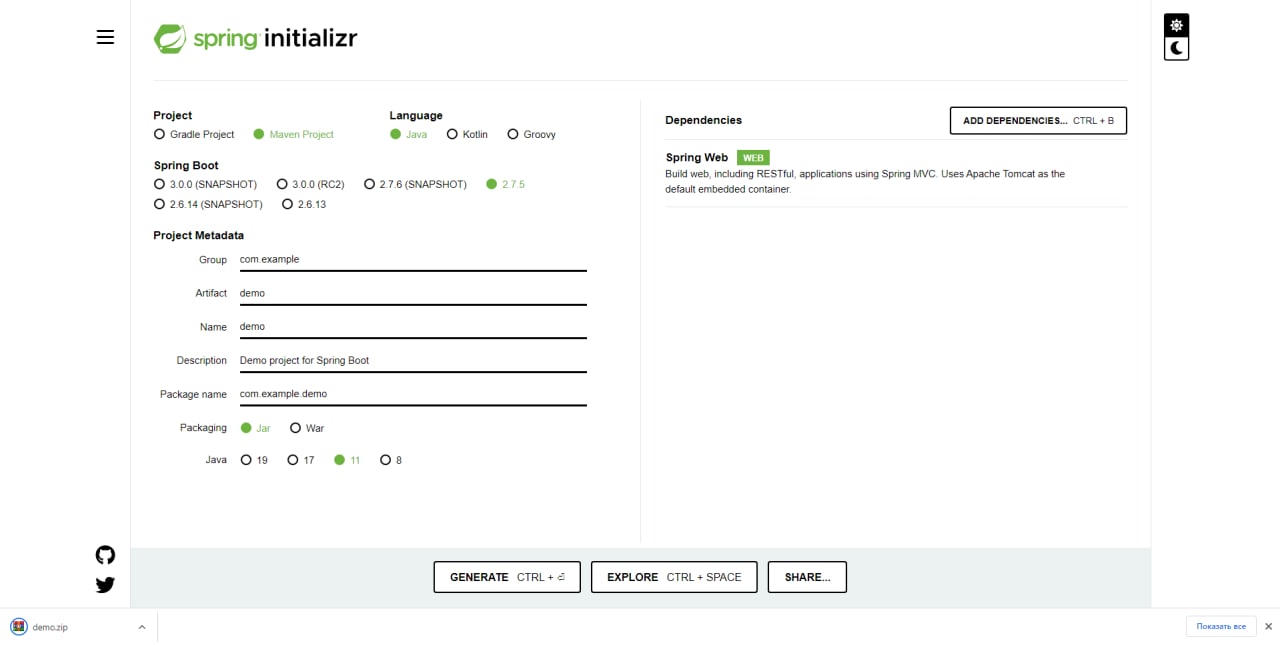 spring initializr
Project
Gradle Project Maven Project
Language
Java Kotlin Groovy
Spring Boot
3.0.0 (SNAPSHOT) 3.0.0 (RC2) 2.7.6 (SNAPSHOT) 2.7.5
2.6.14 (SNAPSHOT) 2.6.13
Project Metadata
Group com.example
Artifact demo
Name demo
Description Demo project for Spring Boot
Package name com.example.demo
Packaging Jar War
Java 19 17 11 8
Dependencies ADD DEPENDENCIES... CTRL + B
Spring Web WEB
Build web, including RESTful, applications using Spring MVC. Uses Apache Tomcat as the
default embedded container.
GENERATE CTRL + ⏎ EXPLORE CTRL + SPACE SHARE...
demo.zip Показать все